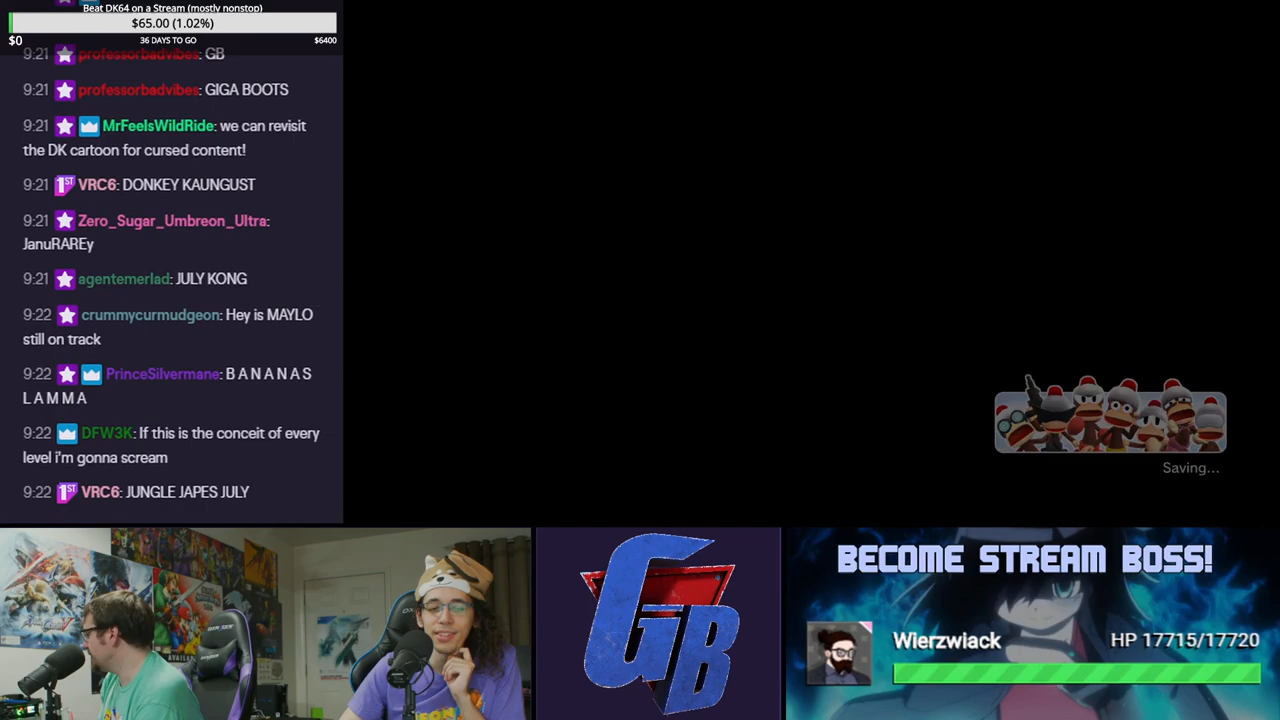 Beat DK64 on a Stream (mostly nonstop)
$65.00 (1.02%)
$0 36 DAYS TO GO $6400
9:21 professorbadvibes: GB
9:21 professorbadvibes: GIGA BOOTS
9:21 MrFeelsWildRide: we can revisit
the DK cartoon for cursed content!
9:21 1ST VRC6: DONKEY KAUNGUST
9:21 Zero_Sugar_Umbreon_Ultra:
JanuRAREy
9:21 agentemerlad: JULY KONG
9:22 crummycurmudgeon: Hey is MAYLO
still on track
9:22 PrinceSilvermane: B A N A N A S
L A M M A
9:22 DFW3K: If this is the conceit of every
level i'm gonna scream
9:22 1ST VRC6: JUNGLE JAPES JULY
Saving...
GB
BECOME STREAM BOSS!
Wierzwiack HP 17715/17720